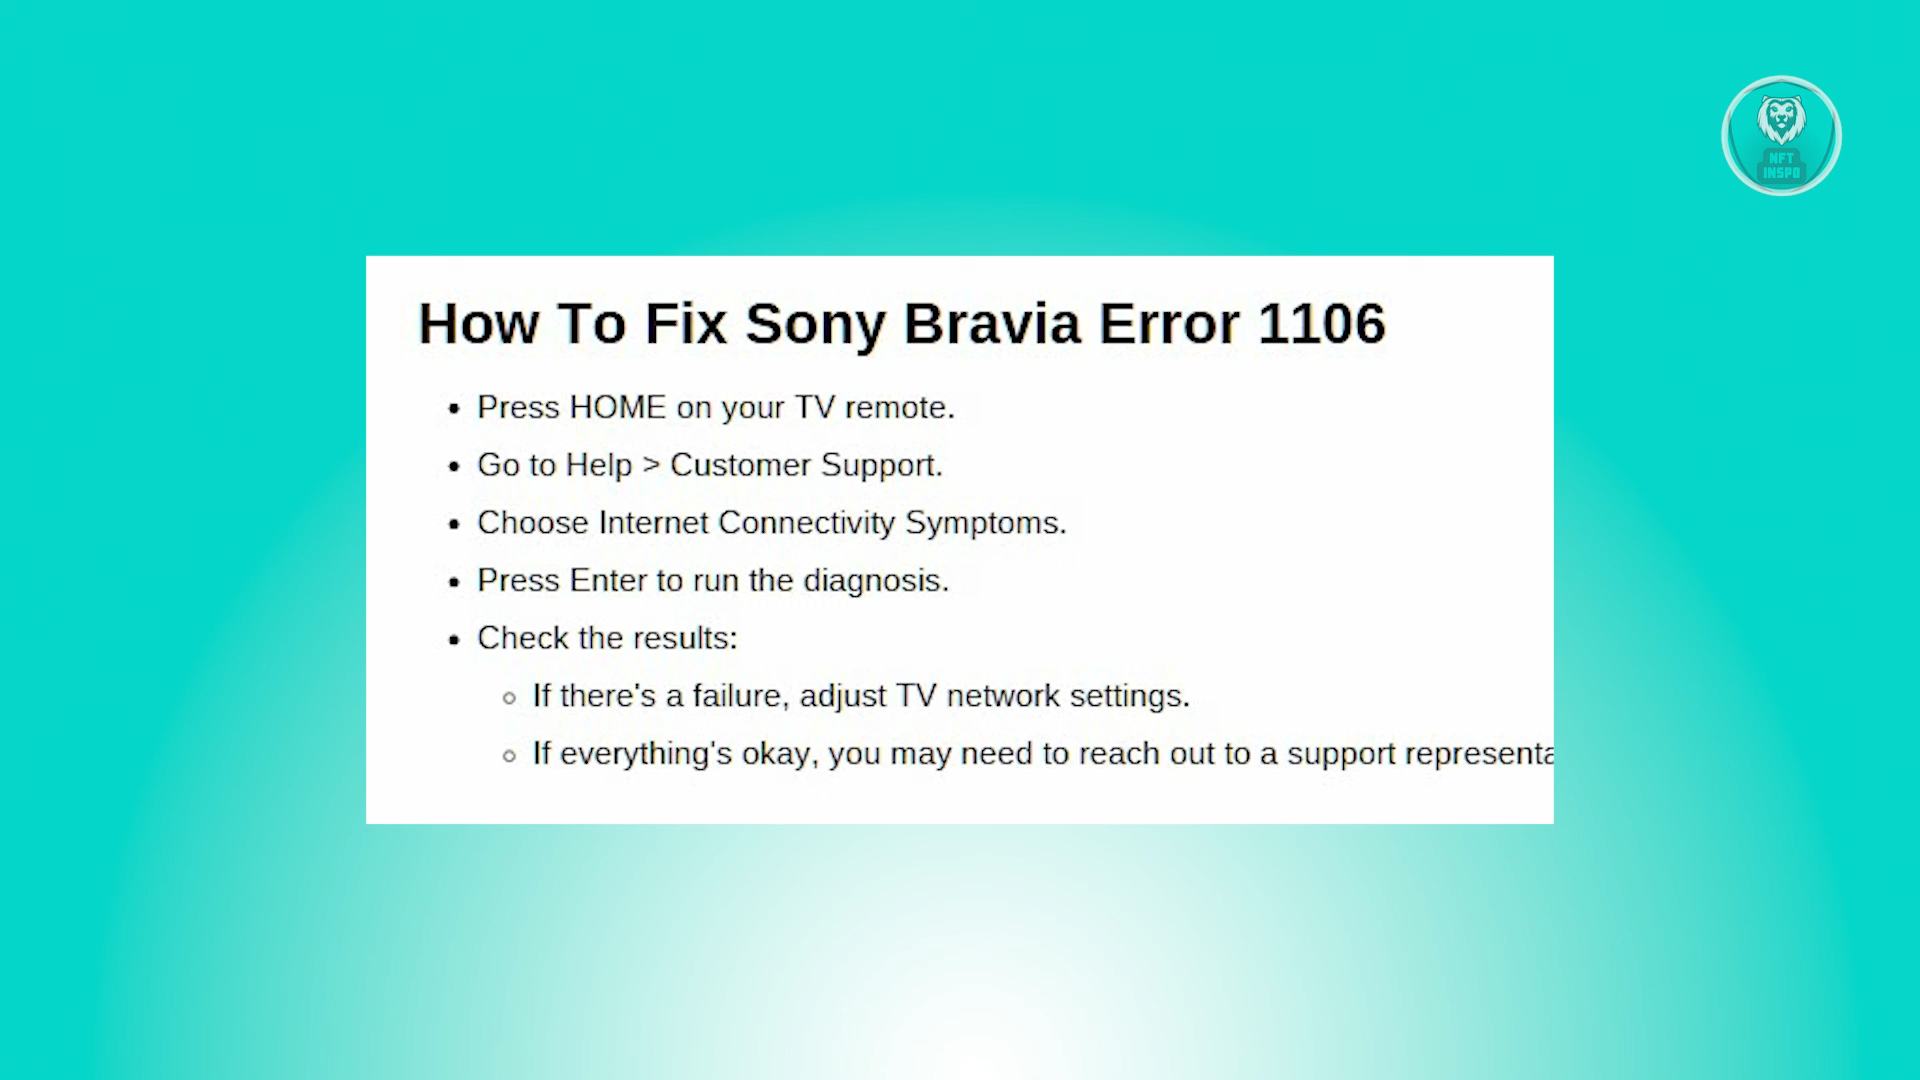 NFT
INSPO
How To Fix Sony Bravia Error 1106
• Press HOME on your TV remote.
• Go to Help > Customer Support.
• Choose Internet Connectivity Symptoms.
• Press Enter to run the diagnosis.
• Check the results:
○ If there's a failure, adjust TV network settings.
○ If everything's okay, you may need to reach out to a support representa